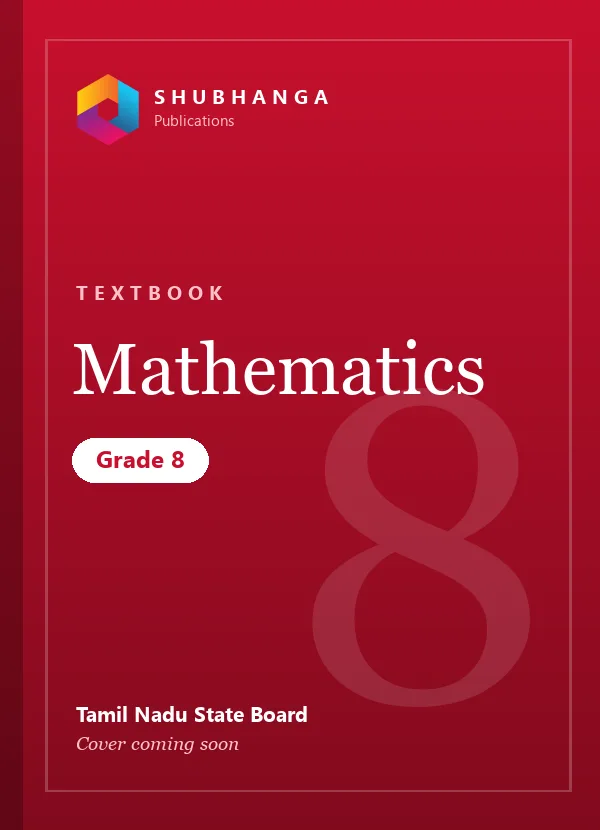 SHUBHANGA
Publications
TEXTBOOK
Mathematics
Grade 8
8
Tamil Nadu State Board
Cover coming soon